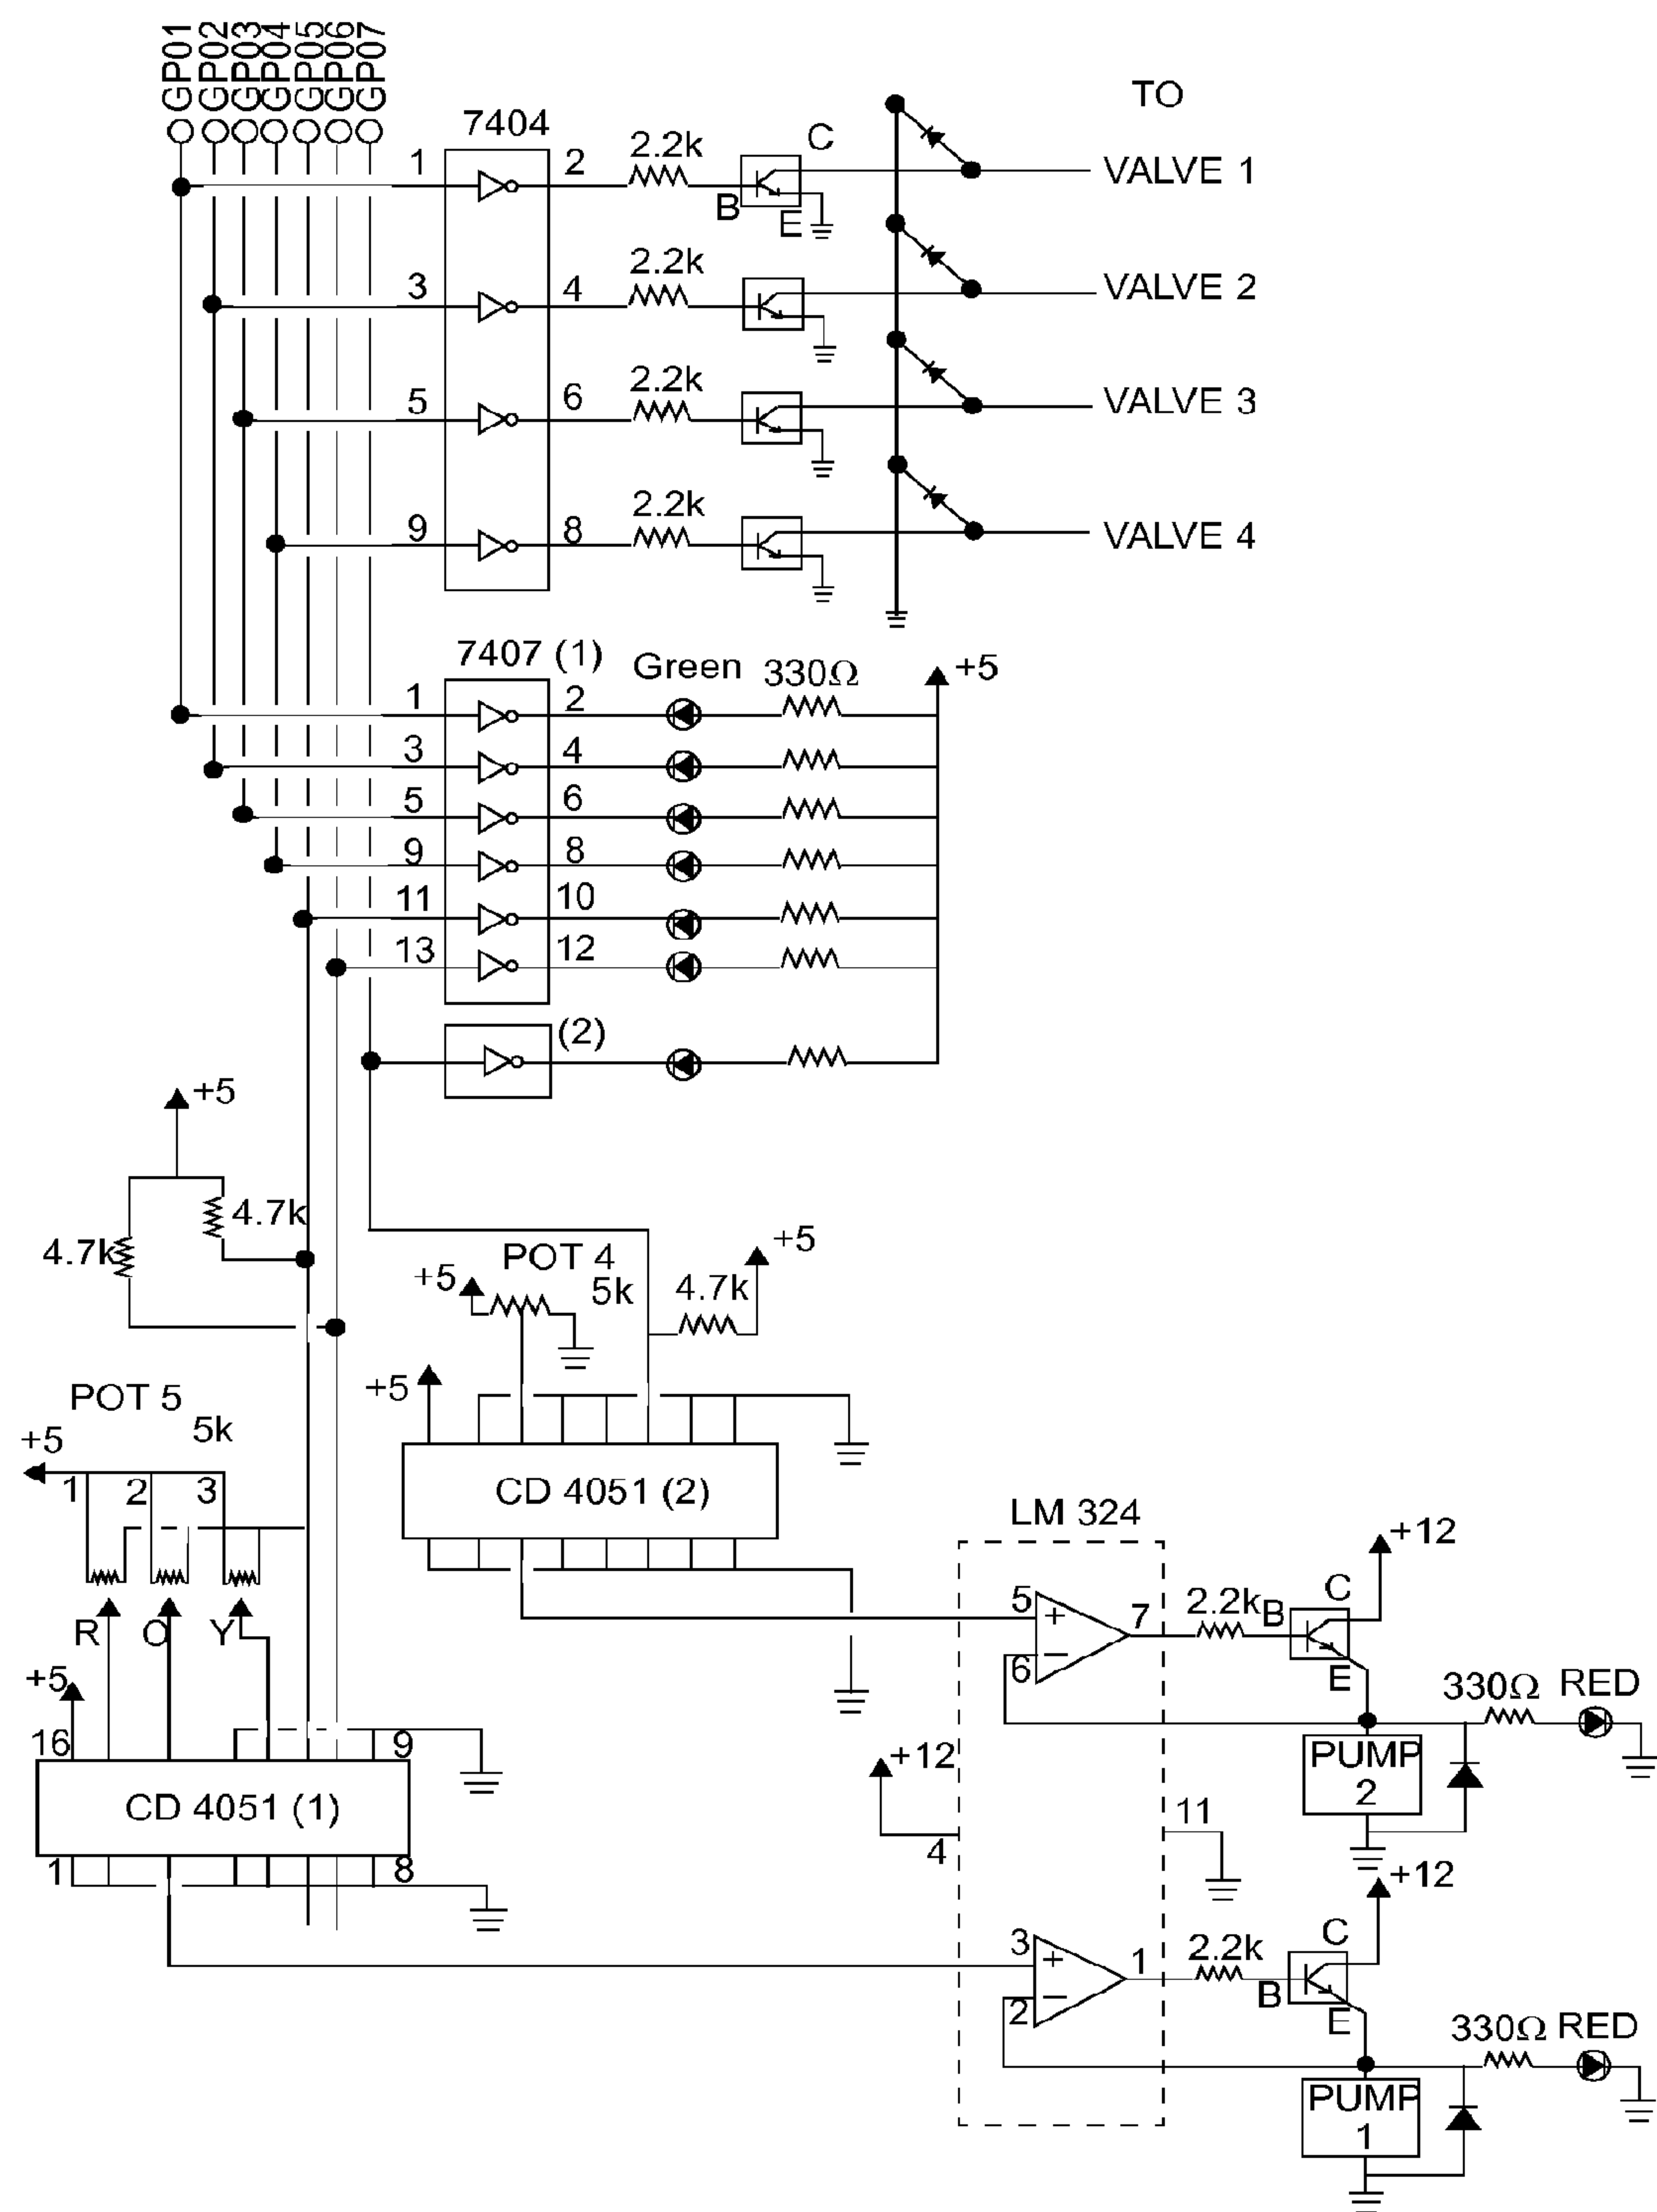 GP01
GP02
GP03
GP04
GP05
GP06
GP07
TO
7404
1 2 2.2k B C E VALVE 1
3 4 2.2k VALVE 2
5 6 2.2k VALVE 3
9 8 2.2k VALVE 4
7407 (1) Green 330Ω +5
1 2
3 4
5 6
9 8
11 10
13 12
(2)
+5
4.7k
4.7k
POT 4
+5 5k 4.7k +5
+5
CD 4051 (2)
POT 5
5k
+5
1 2 3
R O Y
+5
16 9
CD 4051 (1)
1 8
LM 324
+12
5 + 7 2.2k B C
6 − E
330Ω RED
PUMP
2
+12
4
11
+12
3 + 1 2.2k C
2 − B E
330Ω RED
PUMP
1